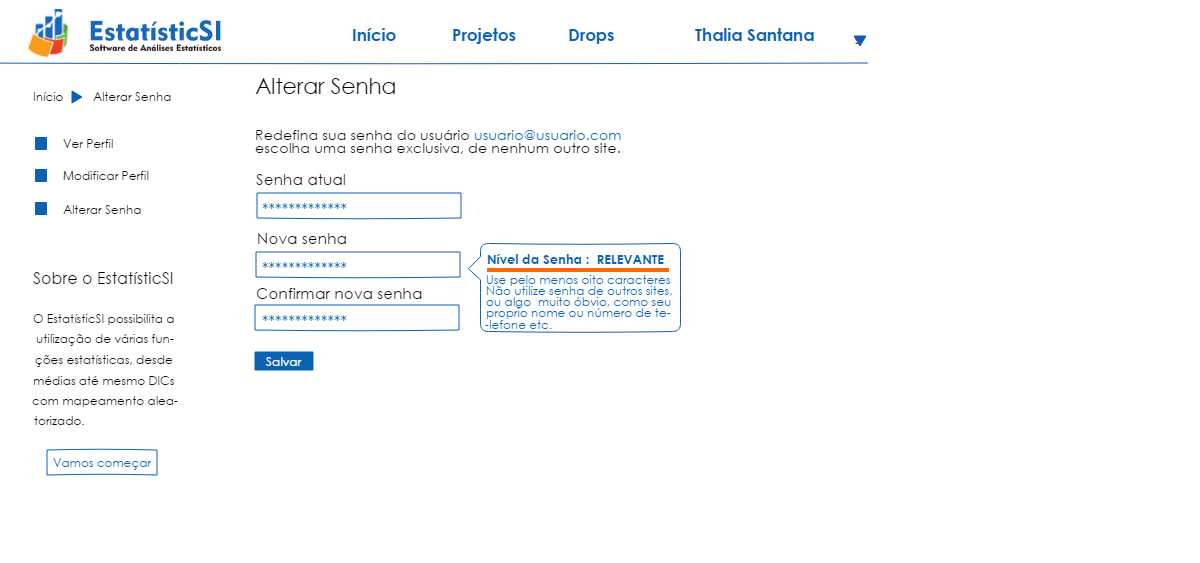 EstatísticSI
Software de Análises Estatísticos
Início Projetos Drops Thalia Santana
Início Alterar Senha
Ver Perfil
Modificar Perfil
Alterar Senha
Sobre o EstatísticSI
O EstatísticSI possibilita a
utilização de várias fun-
ções estatísticas, desde
médias até mesmo DICs
com mapeamento alea-
torizado.
Vamos começar
Alterar Senha
Redefina sua senha do usuário usuario@usuario.com
escolha uma senha exclusiva, de nenhum outro site.
Senha atual
*************
Nova senha
*************
Confirmar nova senha
*************
Salvar
Nível da Senha : RELEVANTE
Use pelo menos oito caracteres
Não utilize senha de outros sites,
ou algo muito óbvio, como seu
proprio nome ou número de te-
-lefone etc.